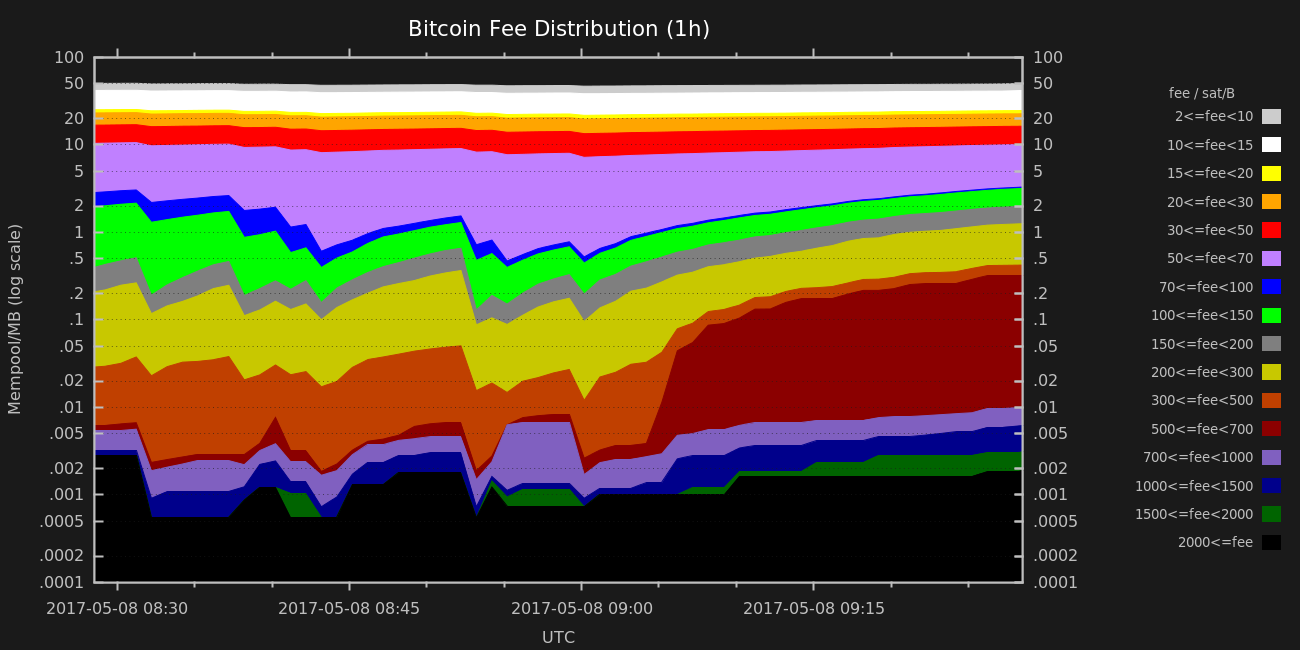 Bitcoin Fee Distribution (1h)
Mempool/MB (log scale)
100
50
20
10
5
2
1
.5
.2
.1
.05
.02
.01
.005
.002
.001
.0005
.0002
.0001
100
50
20
10
5
2
1
.5
.2
.1
.05
.02
.01
.005
.002
.001
.0005
.0002
.0001
2017-05-08 08:30
2017-05-08 08:45
2017-05-08 09:00
2017-05-08 09:15
UTC
fee / sat/B
2<=fee<10
10<=fee<15
15<=fee<20
20<=fee<30
30<=fee<50
50<=fee<70
70<=fee<100
100<=fee<150
150<=fee<200
200<=fee<300
300<=fee<500
500<=fee<700
700<=fee<1000
1000<=fee<1500
1500<=fee<2000
2000<=fee